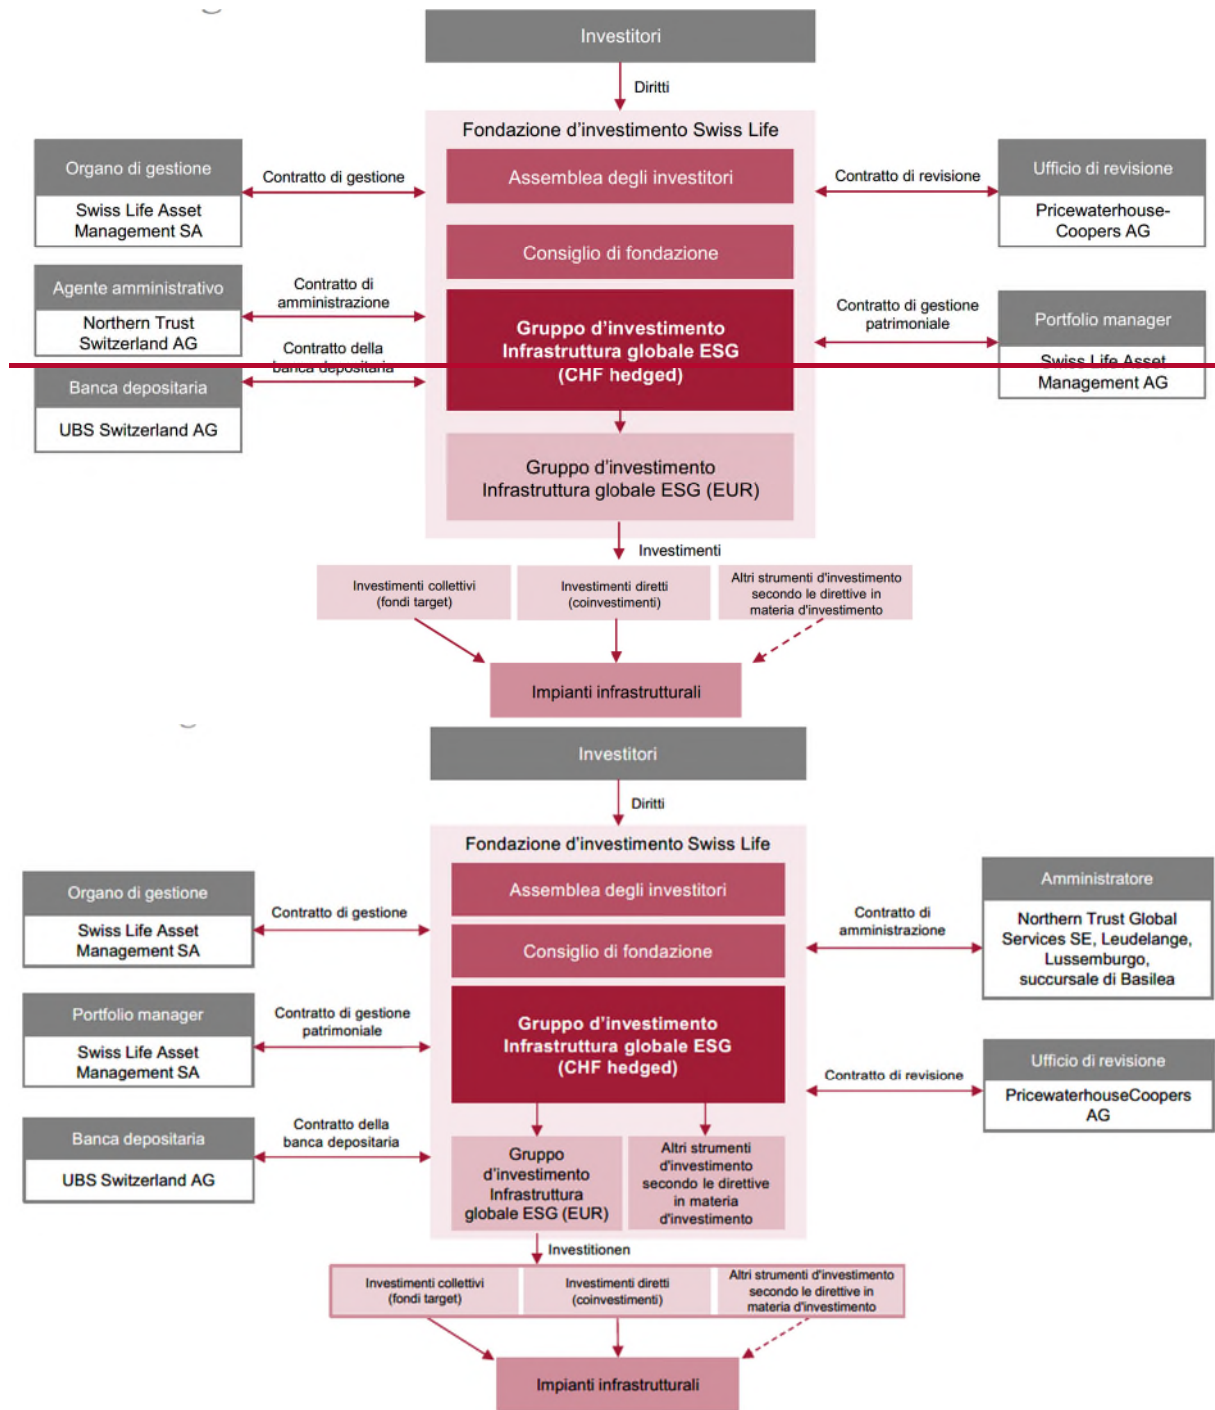 Investitori
Diritti
Fondazione d'investimento Swiss Life
Organo di gestione
Swiss Life Asset
Management SA
Contratto di gestione
Assemblea degli investitori
Contratto di revisione
Ufficio di revisione
Pricewaterhouse-
Coopers AG
Consiglio di fondazione
Agente amministrativo
Northern Trust
Switzerland AG
Contratto di
amministrazione
Gruppo d'investimento
Infrastruttura globale ESG
(CHF hedged)
Contratto di gestione
patrimoniale
Portfolio manager
Swiss Life Asset
Management AG
Contratto della
banca depositaria
Banca depositaria
UBS Switzerland AG
Gruppo d'investimento
Infrastruttura globale ESG (EUR)
Investimenti
Investimenti collettivi
(fondi target)
Investimenti diretti
(coinvestimenti)
Altri strumenti d'investimento
secondo le direttive in
materia d'investimento
Impianti infrastrutturali
Investitori
Diritti
Fondazione d'investimento Swiss Life
Organo di gestione
Swiss Life Asset
Management SA
Contratto di gestione
Assemblea degli investitori
Consiglio di fondazione
Contratto di
amministrazione
Amministratore
Northern Trust Global
Services SE, Leudelange,
Lussemburgo,
succursale di Basilea
Portfolio manager
Swiss Life Asset
Management SA
Contratto di gestione
patrimoniale
Gruppo d'investimento
Infrastruttura globale ESG
(CHF hedged)
Contratto di revisione
Ufficio di revisione
PricewaterhouseCoopers
AG
Banca depositaria
UBS Switzerland AG
Contratto della
banca depositaria
Gruppo
d'investimento
Infrastruttura
globale ESG (EUR)
Altri strumenti
d'investimento
secondo le direttive
in materia
d'investimento
Investitionen
Investimenti collettivi
(fondi target)
Investimenti diretti
(coinvestimenti)
Altri strumenti d'investimento
secondo le direttive in
materia d'investimento
Impianti infrastrutturali